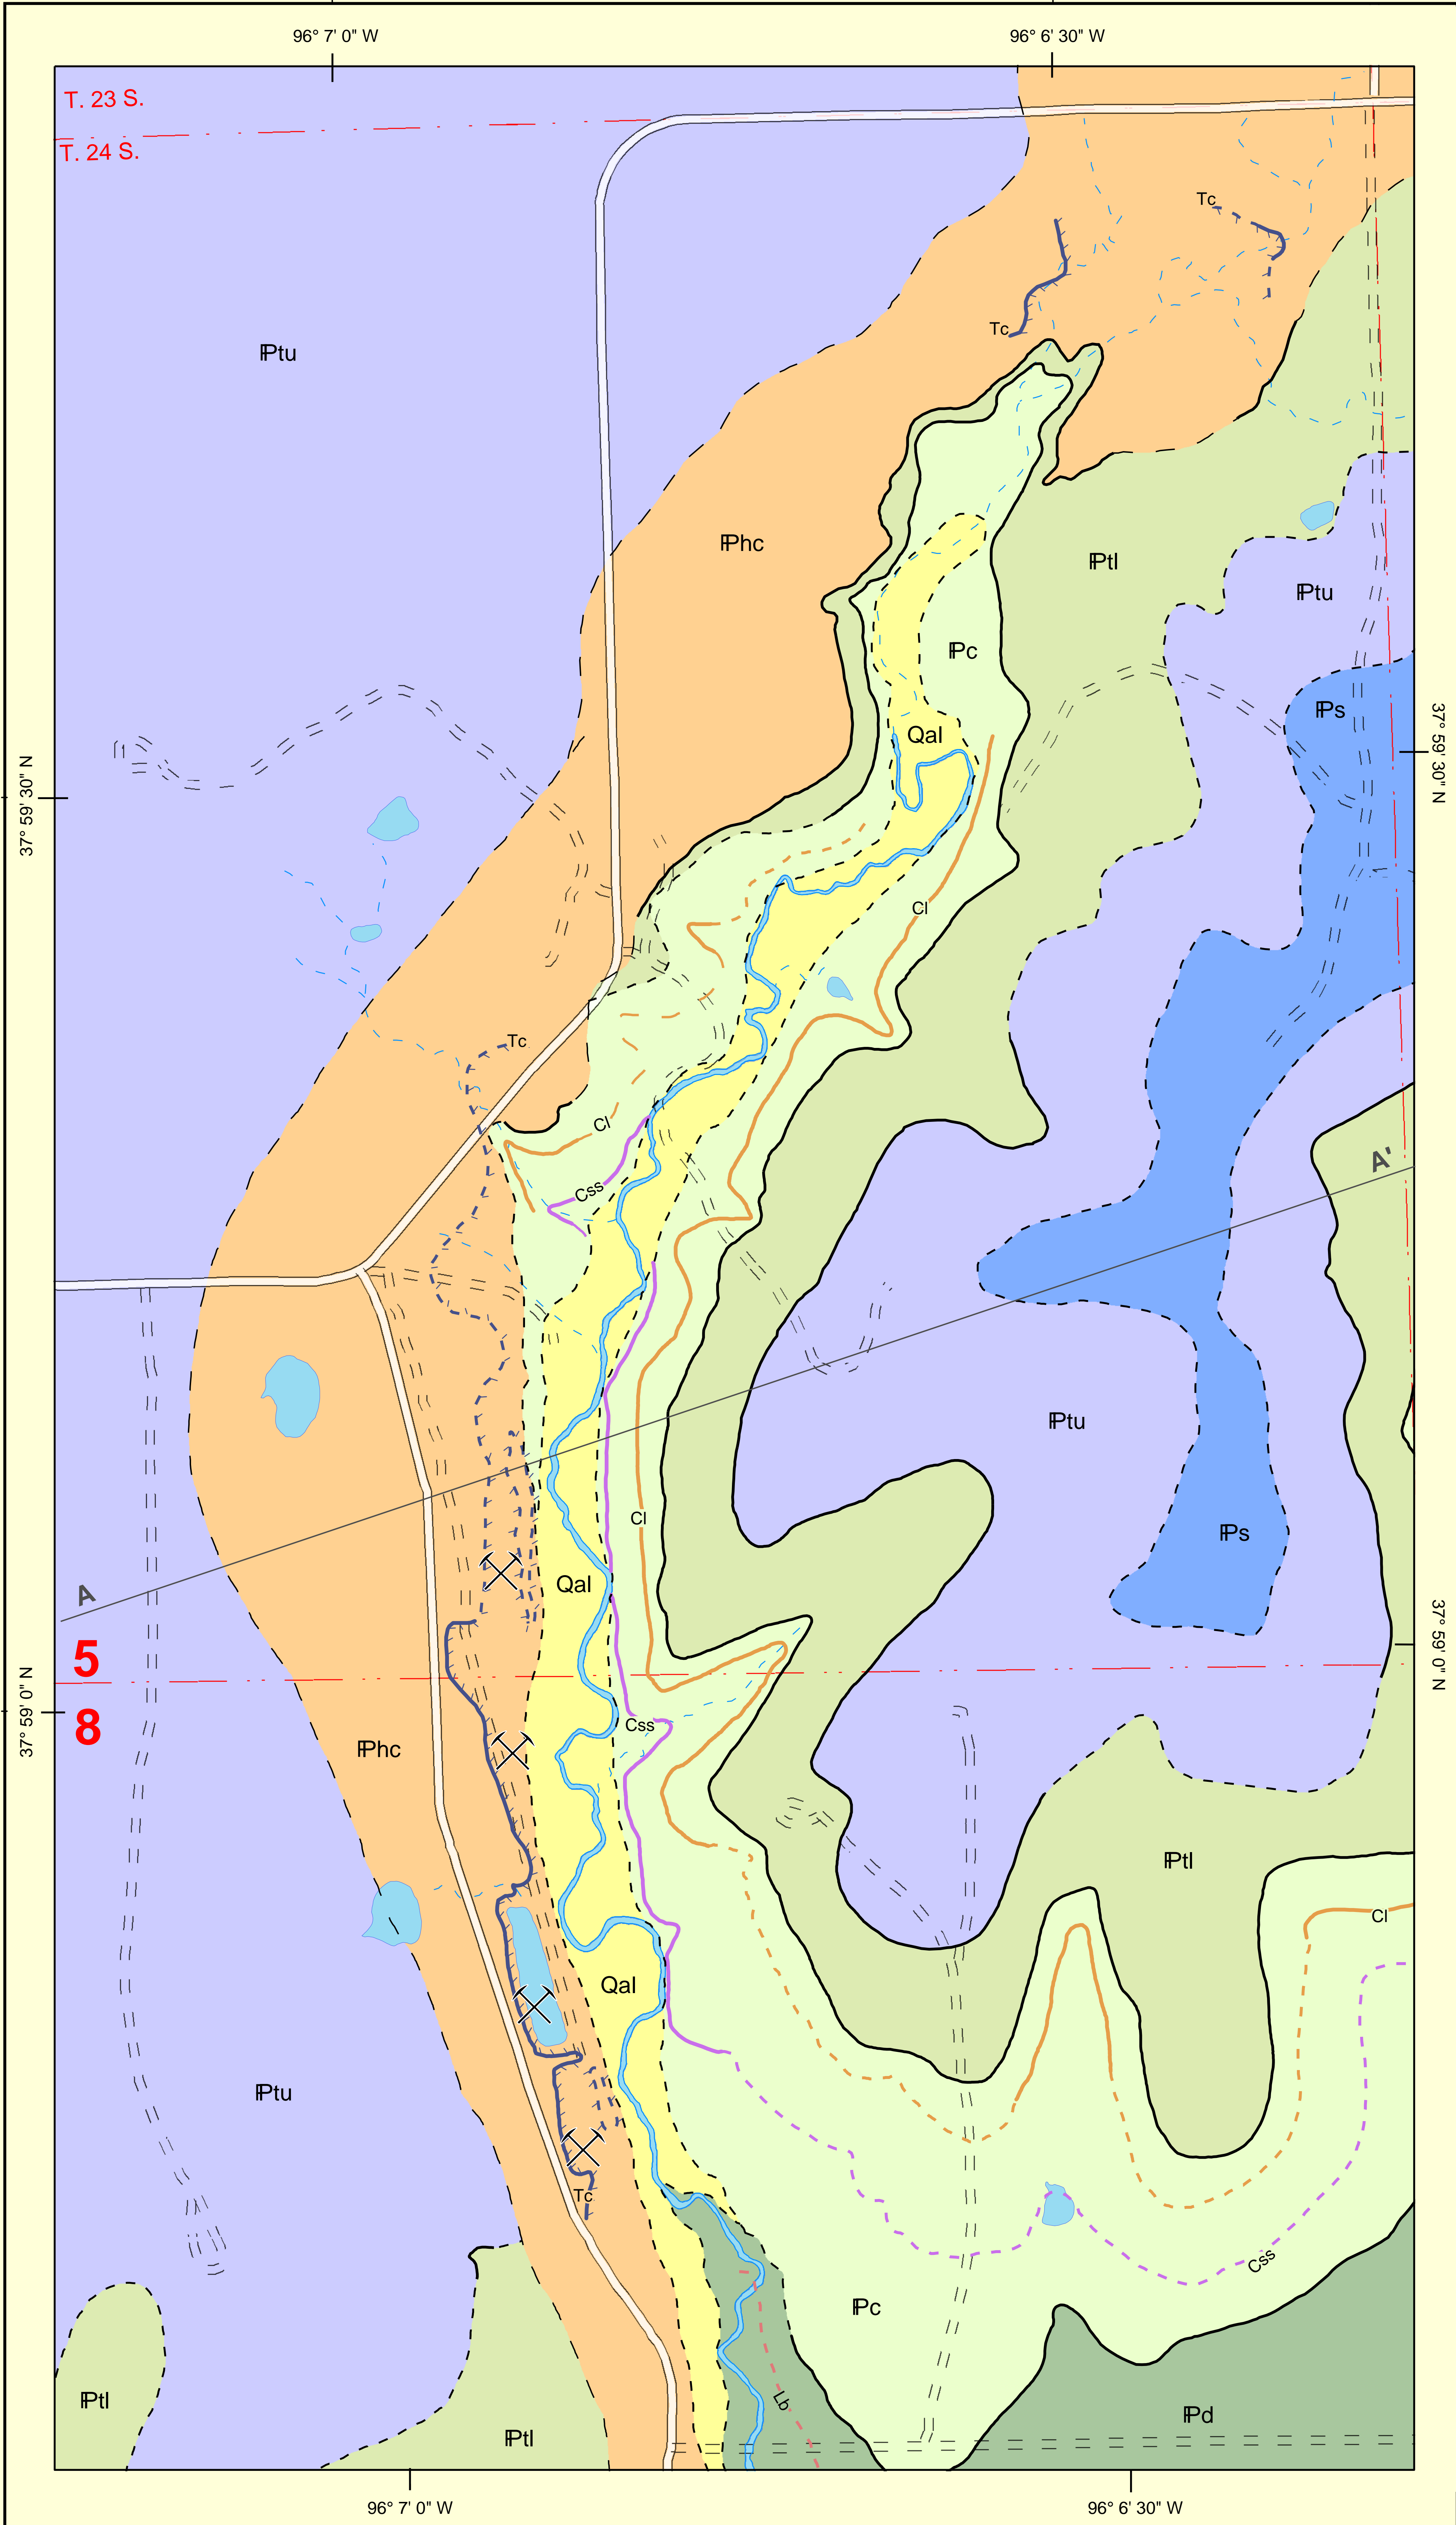 96° 7' 0" W
96° 6' 30" W
T. 23 S.
T. 24 S.
Tc
Tc
ℙtu
ℙhc
ℙtl
ℙtu
ℙc
ℙs
Qal
37° 59' 30" N
37° 59' 30" N
Cl
Tc
Cl
Css
A'
ℙtu
Cl
ℙs
Qal
A
5
8
37° 59' 0" N
37° 59' 0" N
Css
ℙhc
ℙtl
Cl
Qal
ℙtu
Tc
Css
ℙc
Lb
ℙtl
ℙd
ℙtl
96° 7' 0" W
96° 6' 30" W